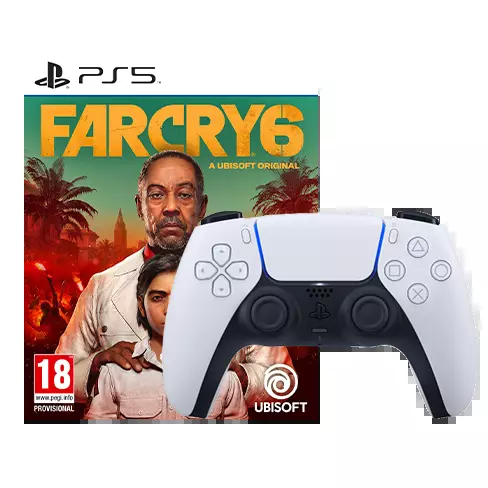 PS5
FARCRY6
A UBISOFT ORIGINAL
18
www.pegi.info
PROVISIONAL
UBISOFT